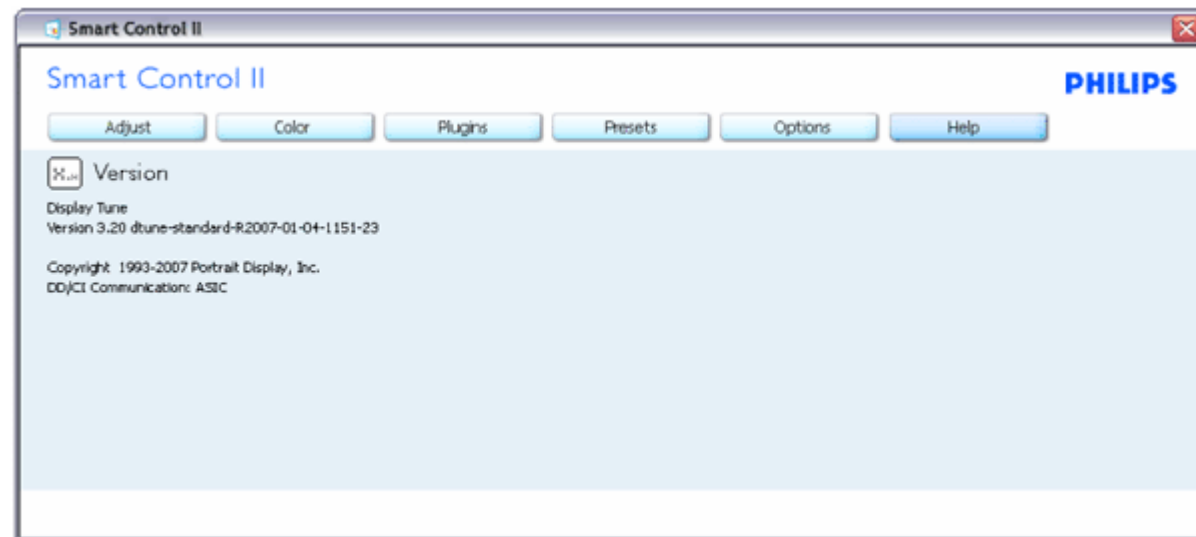 Smart Control II
Smart Control II
PHILIPS
Adjust Color Plugins Presets Options Help
Version
Display Tune
Version 3.20 dtune-standard-R2007-01-04-1151-23
Copyright 1993-2007 Portrait Display, Inc.
DD/CI Communication: ASIC